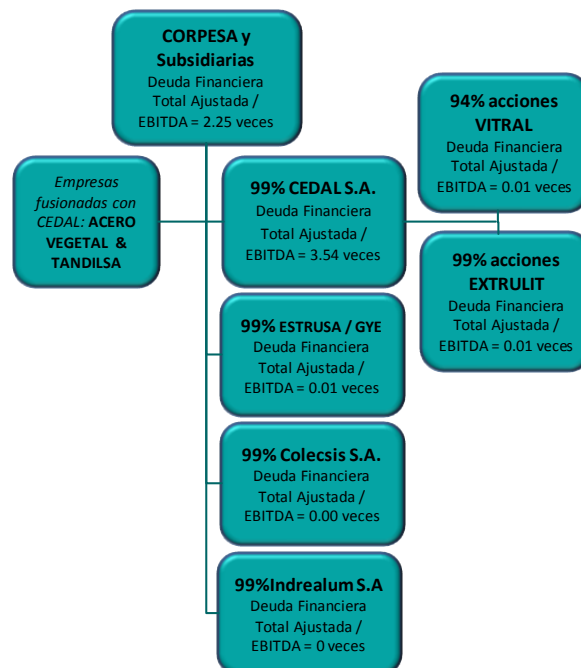 CORPESA y
Subsidiarias
Deuda Financiera
Total Ajustada /
EBITDA = 2.25 veces
94% acciones
VITRAL
Deuda Financiera
Total Ajustada /
EBITDA = 0.01 veces
Empresas
fusionadas con
CEDAL: ACERO
VEGETAL & 
TANDILSA
99% CEDAL S.A.
Deuda Financiera
Total Ajustada /
EBITDA = 3.54 veces
99% acciones
EXTRULIT
Deuda Financiera
Total Ajustada /
EBITDA = 0.01 veces
99% ESTRUSA / GYE
Deuda Financiera
Total Ajustada /
EBITDA = 0.01 veces
99% Colecsis S.A.
Deuda Financiera
Total Ajustada /
EBITDA = 0.00 veces
99%Indrealum S.A
Deuda Financiera
Total Ajustada /
EBITDA = 0 veces